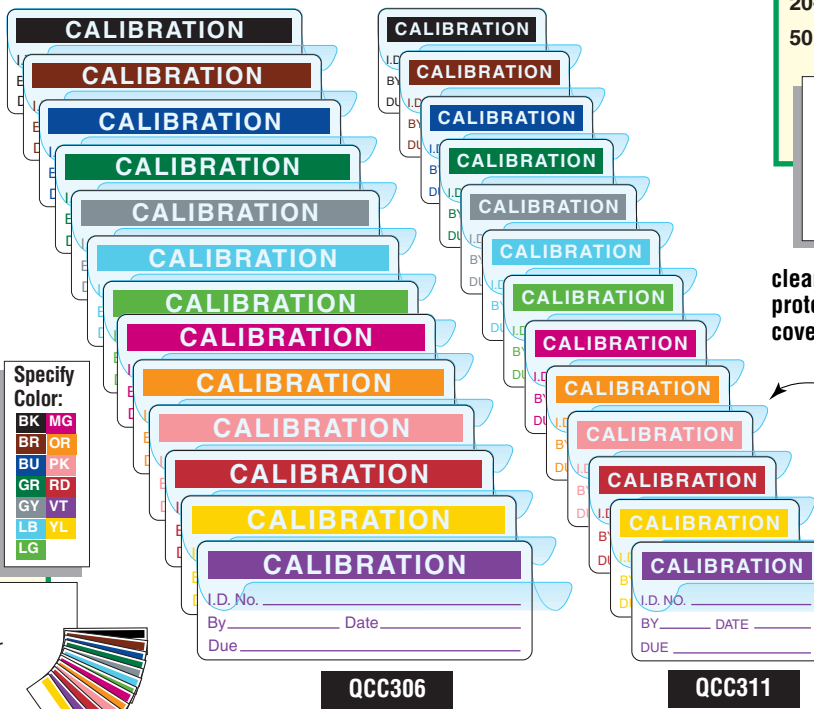 CALIBRATION
CALIBRATION
CALIBRATION
CALIBRATION
CALIBRATION
CALIBRATION
CALIBRATION
CALIBRATION
CALIBRATION
CALIBRATION
CALIBRATION
CALIBRATION
CALIBRATION
I.D. No.
By Date
Due
QCC306
CALIBRATION
CALIBRATION
CALIBRATION
CALIBRATION
CALIBRATION
CALIBRATION
CALIBRATION
CALIBRATION
CALIBRATION
CALIBRATION
CALIBRATION
CALIBRATION
CALIBRATION
I.D. NO.
BY DATE
DUE
QCC311
Specify
Color:
BK MG
BR OR
BU PK
GR RD
GY VT
LB YL
LG
20
50
clear
prote
cove